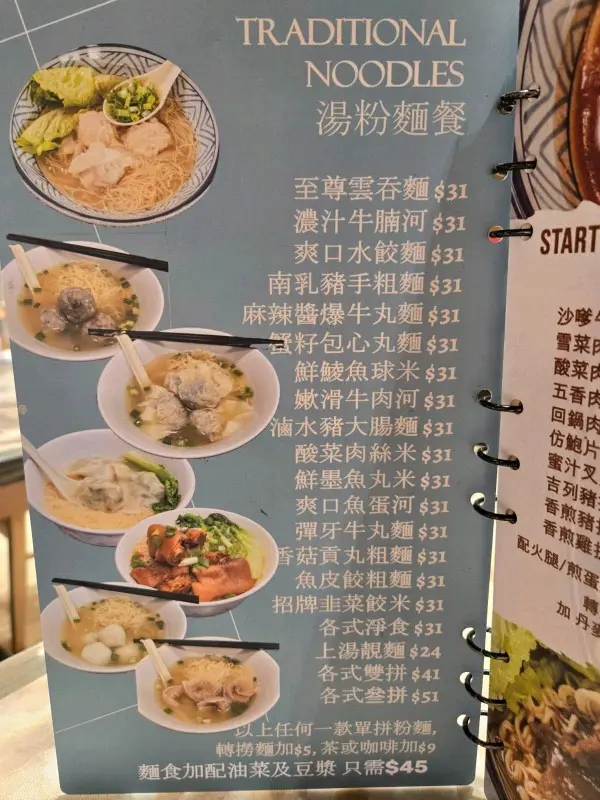 TRADITIONAL
NOODLES
湯粉麵餐
至尊雲吞麵 $31
濃汁牛腩河 $31
爽口水餃麵 $31
南乳豬手粗麵 $31
麻辣醬爆牛丸麵 $31
蟹籽包心丸麵 $31
鮮鯪魚球米 $31
嫩滑牛肉河 $31
滷水豬大腸麵 $31
酸菜肉絲米 $31
鮮墨魚丸米 $31
爽口魚蛋河 $31
彈牙牛丸麵 $31
香菇貢丸粗麵 $31
魚皮餃粗麵 $31
招牌韭菜餃米 $31
各式淨食 $31
上湯靚麵 $24
各式雙拼 $41
各式叁拼 $51
以上任何一款單拼粉麵,
轉撈麵加$5, 茶或咖啡加$9
麵食加配油菜及豆漿 只需$45
START
沙嗲牛
雪菜肉
酸菜肉
五香肉
回鍋肉
仿鮑片
蜜汁叉
吉列豬
香煎豬
香煎雞
配火腿/煎蛋
轉
加 丹麥